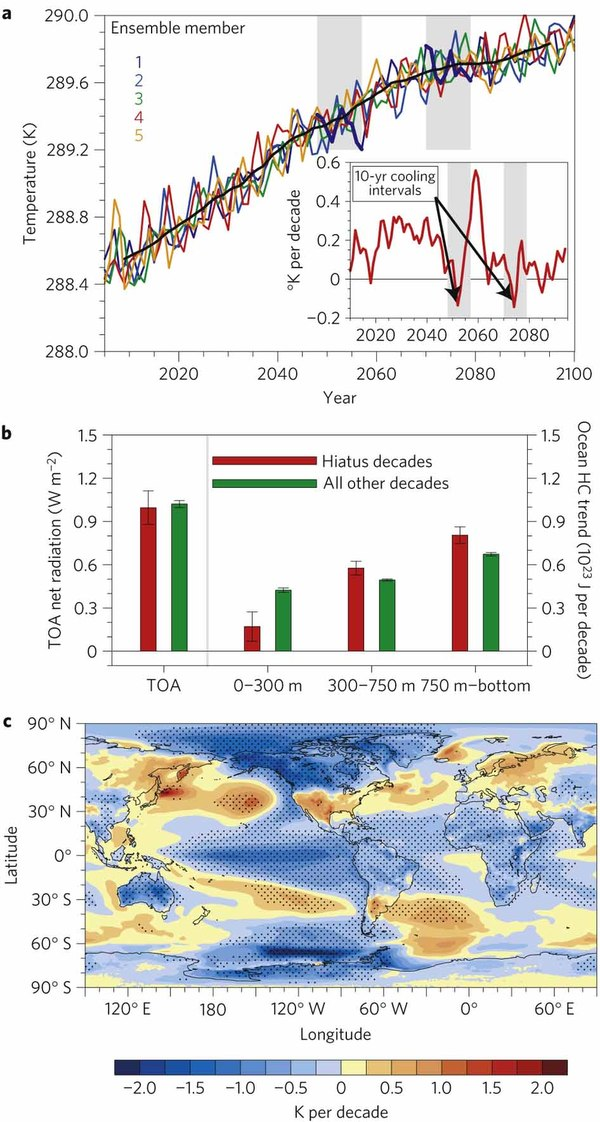 a
290.0
289.6
289.2
288.8
288.4
288.0
Temperature (K)
Ensemble member
1
2
3
4
5
0.6
0.4
0.2
0
−0.2
°K per decade
10-yr cooling
intervals
2020
2040
2060
2080
2020
2040
2060
2080
2100
Year
b
1.5
1.2
0.9
0.6
0.3
0
TOA net radiation (W m−2)
Hiatus decades
All other decades
1.5
1.2
0.9
0.6
0.3
0
Ocean HC trend (1023 J per decade)
TOA
0–300 m
300–750 m
750 m–bottom
c
90° N
60° N
30° N
0°
30° S
60° S
90° S
Latitude
120° E
180
120° W
60° W
0°
60° E
Longitude
−2.0
−1.5
−1.0
−0.5
0
0.5
1.0
1.5
2.0
K per decade